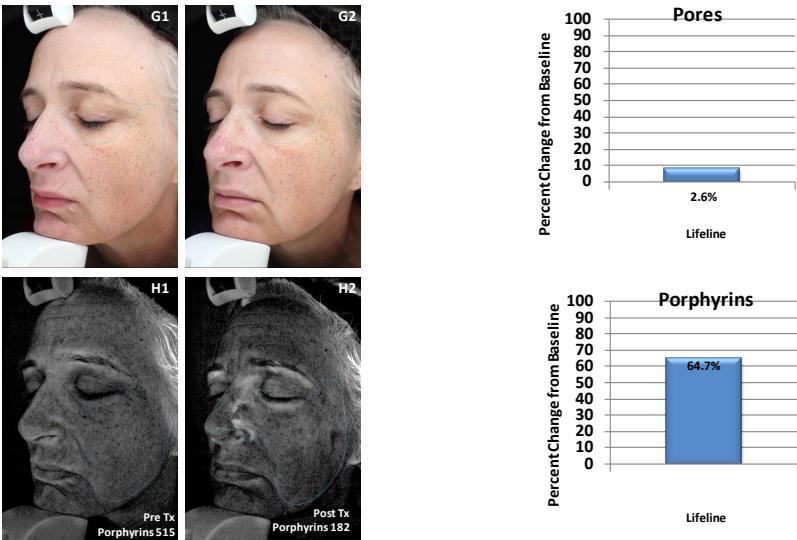 G1
G2
Pores
Percent Change from Baseline
100
90
80
70
60
50
40
30
20
10
0
2.6%
Lifeline
H1
Pre Tx
Porphyrins 515
H2
Post Tx
Porphyrins 182
Porphyrins
Percent Change from Baseline
100
90
80
70
60
50
40
30
20
10
0
64.7%
Lifeline